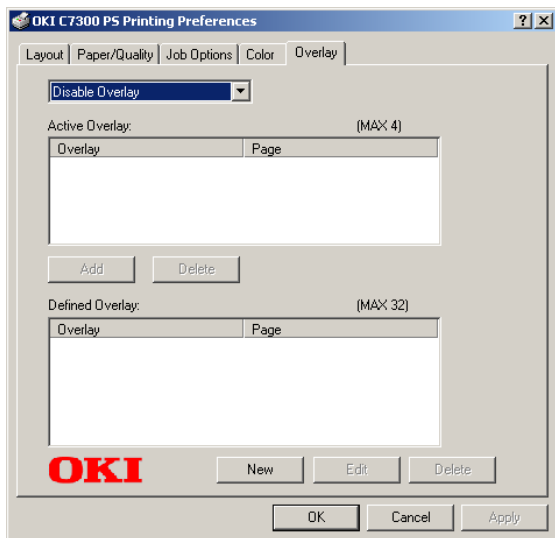 OKI C7300 PS Printing Preferences
Layout Paper/Quality Job Options Color Overlay
Disable Overlay
Active Overlay: (MAX 4)
Overlay Page
Add Delete
Defined Overlay: (MAX 32)
Overlay Page
OKI New Edit Delete
OK Cancel Apply